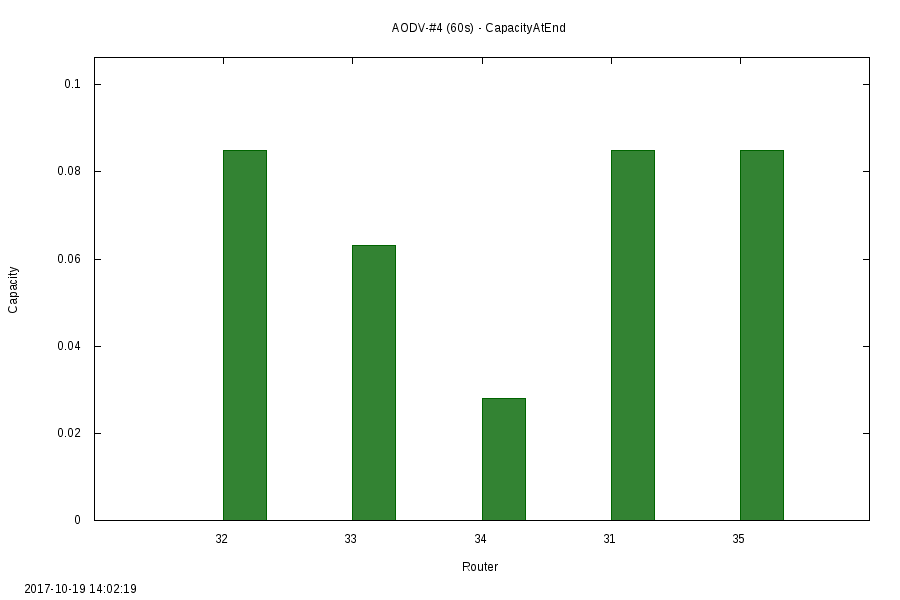 AODV-#4 (60s) - CapacityAtEnd
0.1
0.08
0.06
0.04
0.02
0
Capacity
32 33 34 31 35
Router
2017-10-19 14:02:19